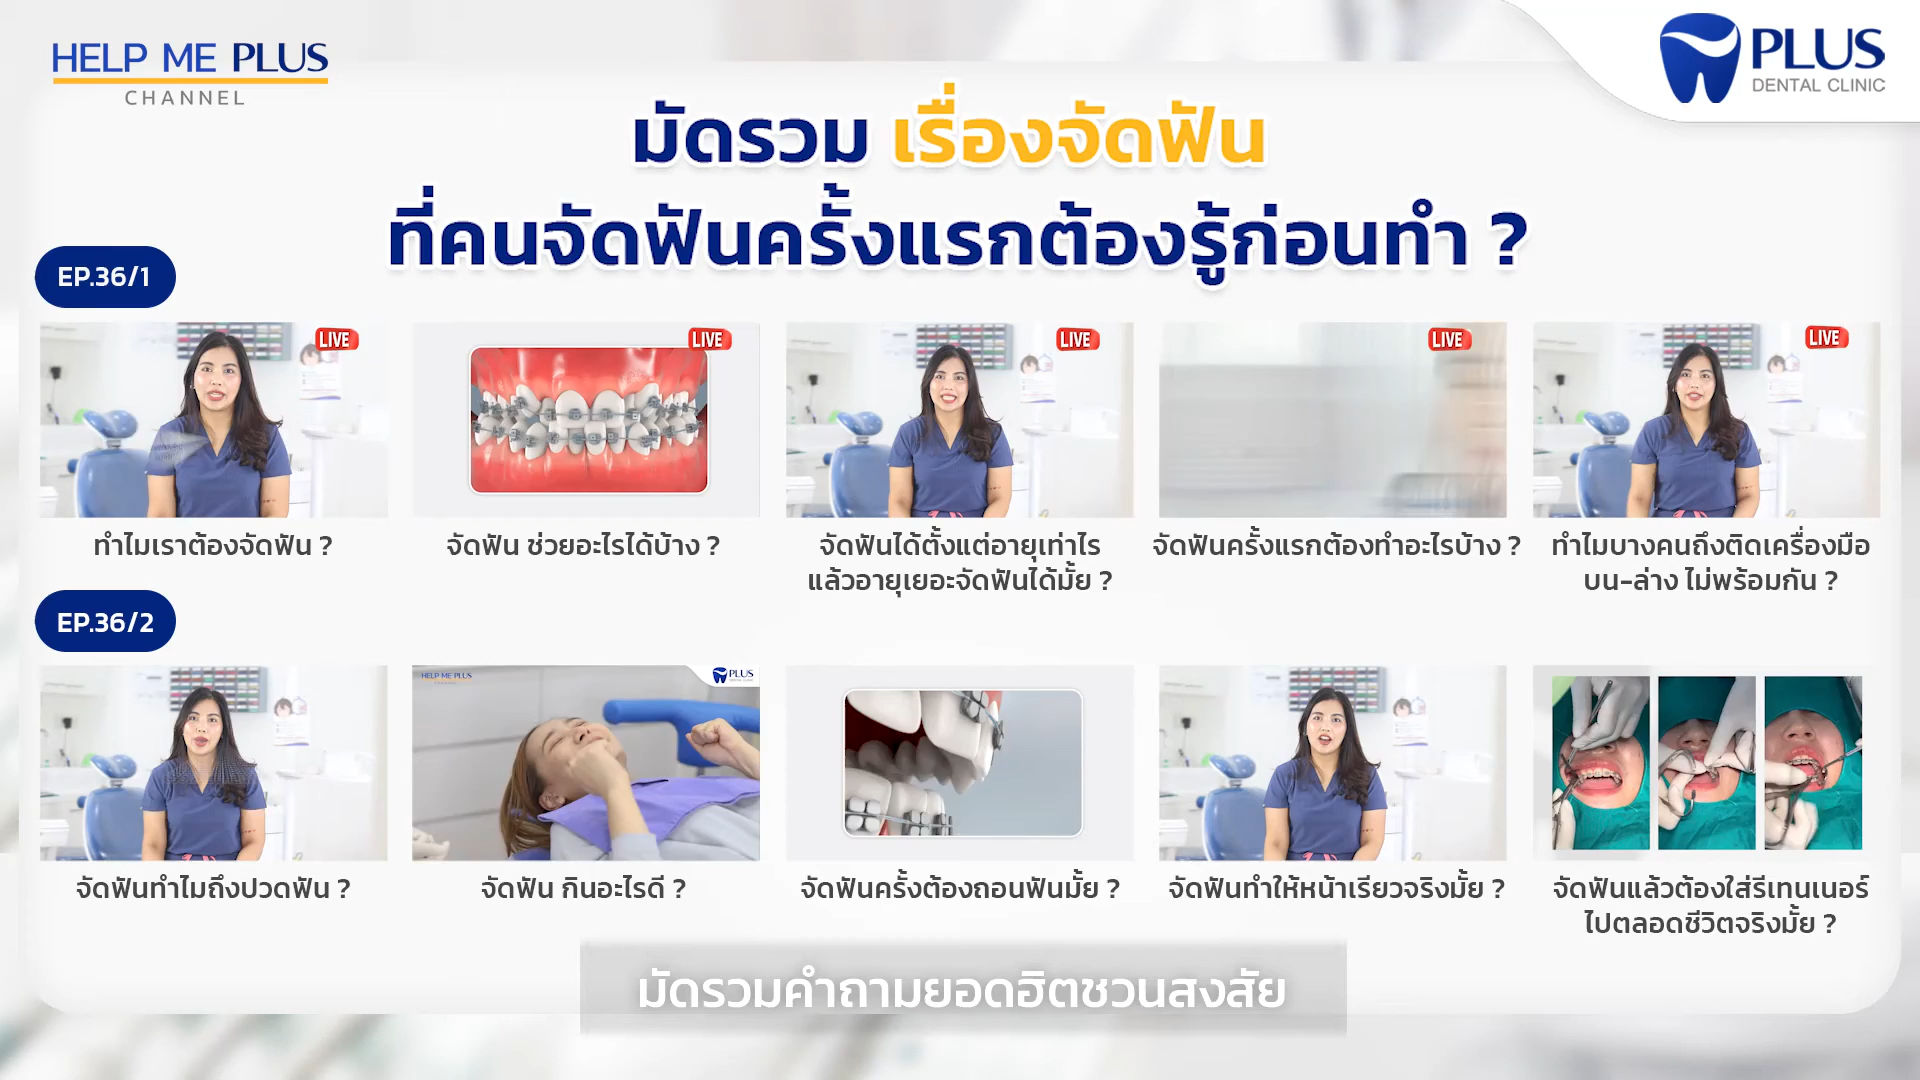 HELP ME PLUS
CHANNEL
PLUS
DENTAL CLINIC
มัดรวม เรื่องจัดฟัน
ที่คนจัดฟันครั้งแรกต้องรู้ก่อนทำ ?
EP.36/1
LIVE
LIVE
LIVE
LIVE
LIVE
ทำไมเราต้องจัดฟัน ?
จัดฟัน ช่วยอะไรได้บ้าง ?
จัดฟันได้ตั้งแต่อายุเท่าไร
แล้วอายุเยอะจัดฟันได้มั้ย ?
จัดฟันครั้งแรกต้องทำอะไรบ้าง ?
ทำไมบางคนถึงติดเครื่องมือ
บน-ล่าง ไม่พร้อมกัน ?
EP.36/2
HELP ME PLUS
PLUS
DENTAL CLINIC
จัดฟันทำไมถึงปวดฟัน ?
จัดฟัน กินอะไรดี ?
จัดฟันครั้งต้องถอนฟันมั้ย ?
จัดฟันทำให้หน้าเรียวจริงมั้ย ?
จัดฟันแล้วต้องใส่รีเทนเนอร์
ไปตลอดชีวิตจริงมั้ย ?
มัดรวมคำถามยอดฮิตชวนสงสัย